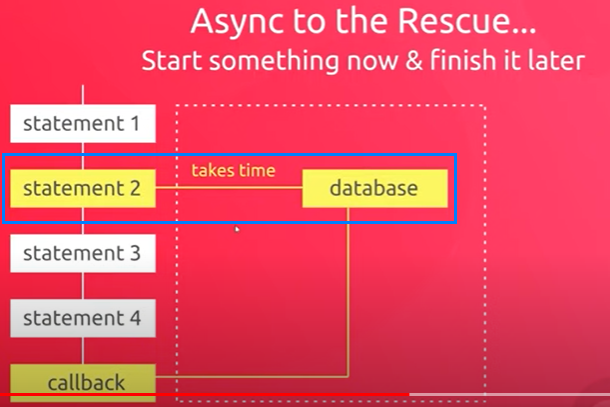 Async to the Rescue...
Start something now & finish it later
statement 1
takes time
statement 2
database
statement 3
statement 4
callback